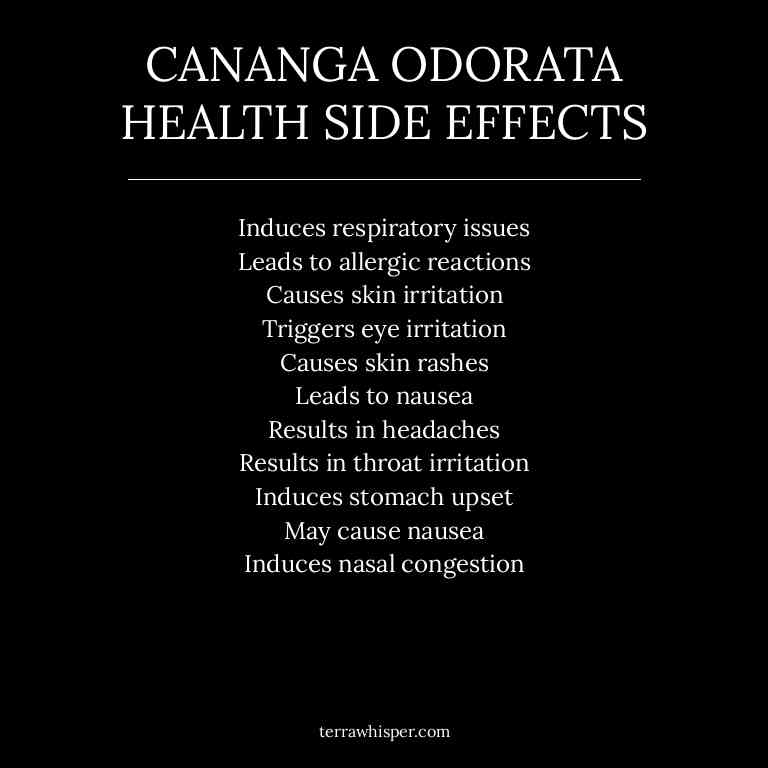 CANANGA ODORATA
HEALTH SIDE EFFECTS
Induces respiratory issues
Leads to allergic reactions
Causes skin irritation
Triggers eye irritation
Causes skin rashes
Leads to nausea
Results in headaches
Results in throat irritation
Induces stomach upset
May cause nausea
Induces nasal congestion
terrawhisper.com